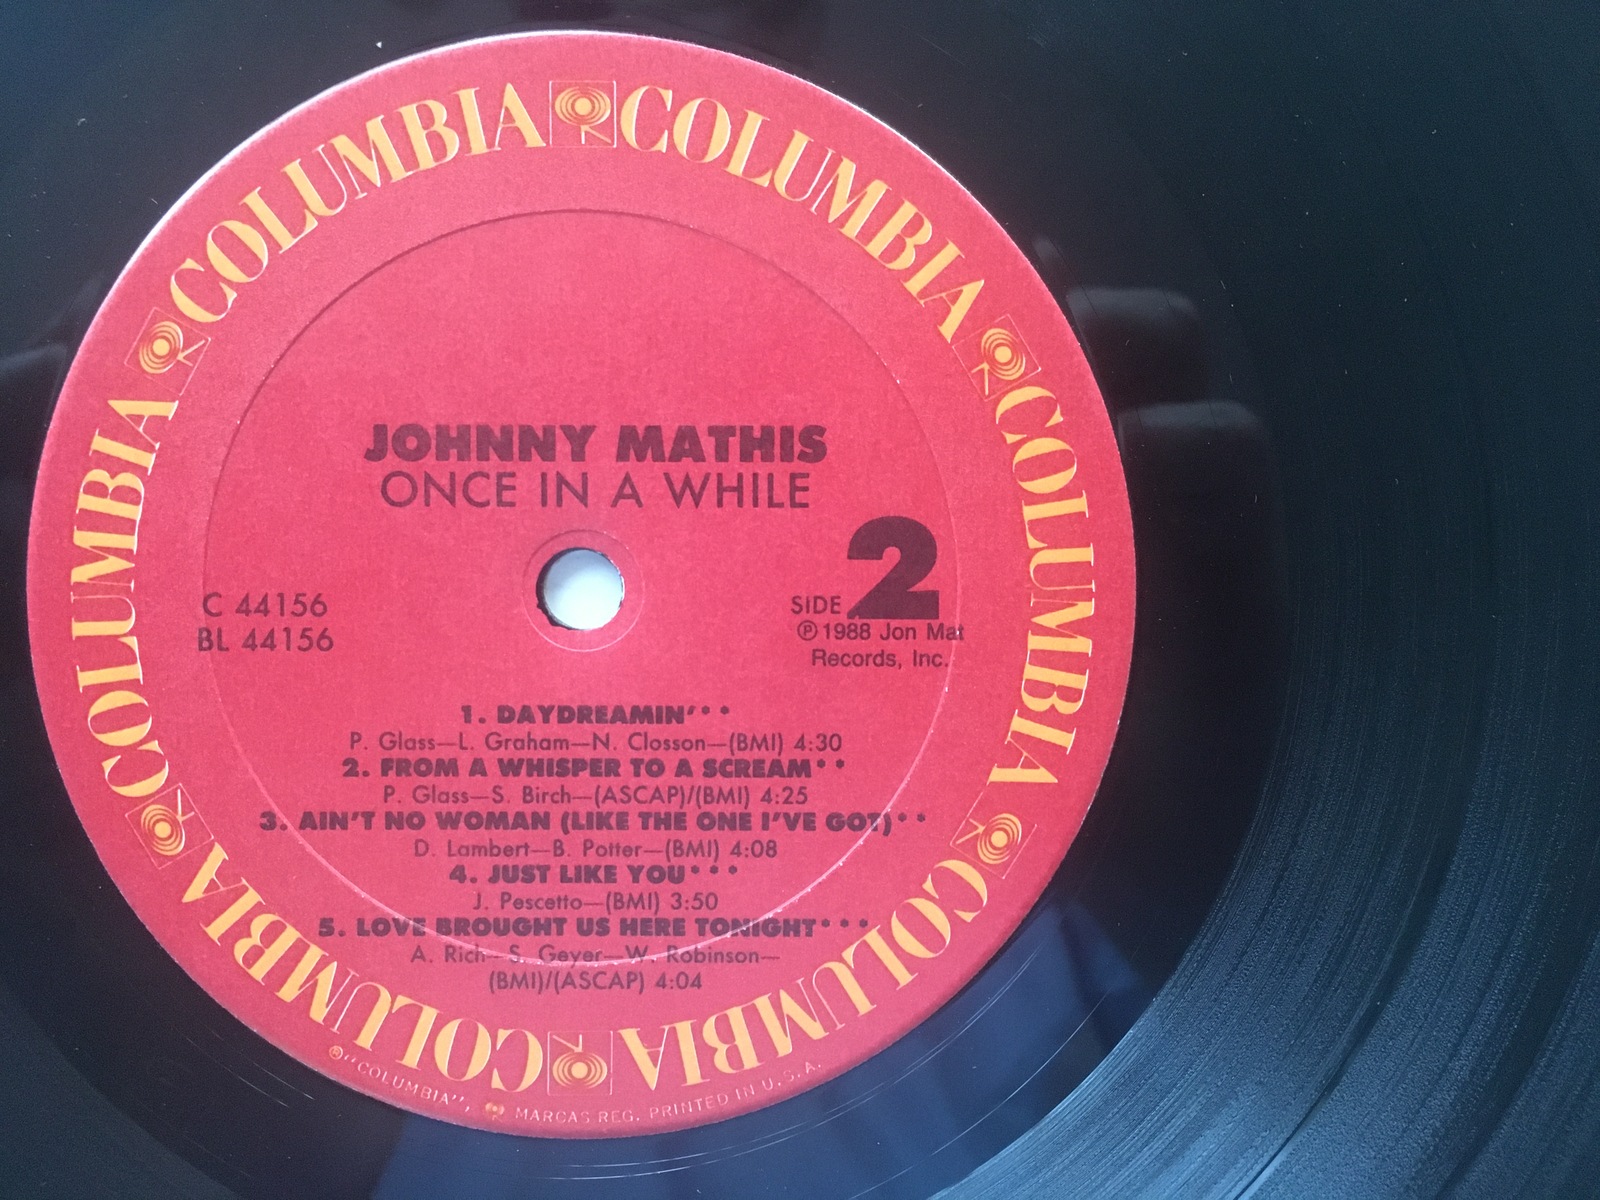 COLUMBIA COLUMBIA COLUMBIA COLUMBIA COLUMBIA COLUMBIA
JOHNNY MATHIS
ONCE IN A WHILE
C 44156
BL 44156
SIDE 2
℗1988 Jon Mat
Records, Inc.
1. DAYDREAMIN'••
P. Glass—L. Graham—N. Closson—(BMI) 4:30
2. FROM A WHISPER TO A SCREAM••
P. Glass—S. Birch—(ASCAP)/(BMI) 4:25
3. AIN'T NO WOMAN (LIKE THE ONE I'VE GOT)••
D. Lambert—B. Potter—(BMI) 4:08
4. JUST LIKE YOU•••
J. Pescetto—(BMI) 3:50
5. LOVE BROUGHT US HERE TONIGHT•••
A. Rich—S. Geyer—W. Robinson—
(BMI)/(ASCAP) 4:04
®"COLUMBIA", MARCAS REG. PRINTED IN U.S.A.